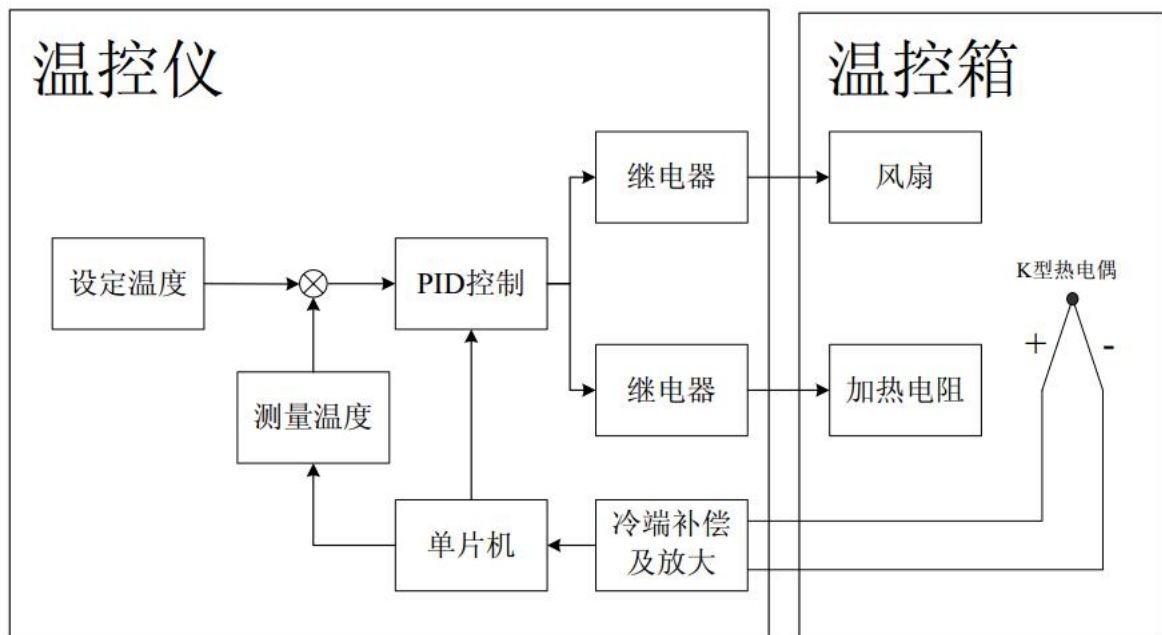 温控仪
温控箱
继电器
风扇
设定温度
PID控制
K型热电偶
+
-
测量温度
继电器
加热电阻
单片机
冷端补偿
及放大